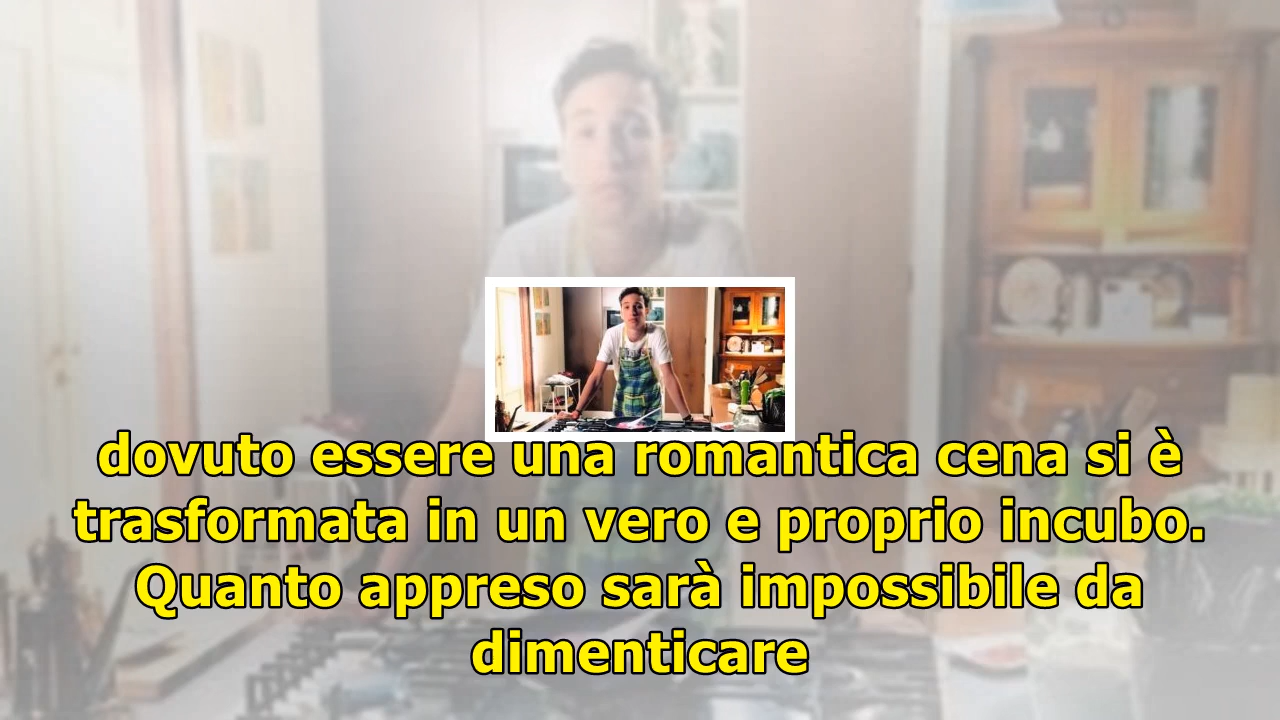 dovuto essere una romantica cena si è
trasformata in un vero e proprio incubo.
Quanto appreso sarà impossibile da
dimenticare